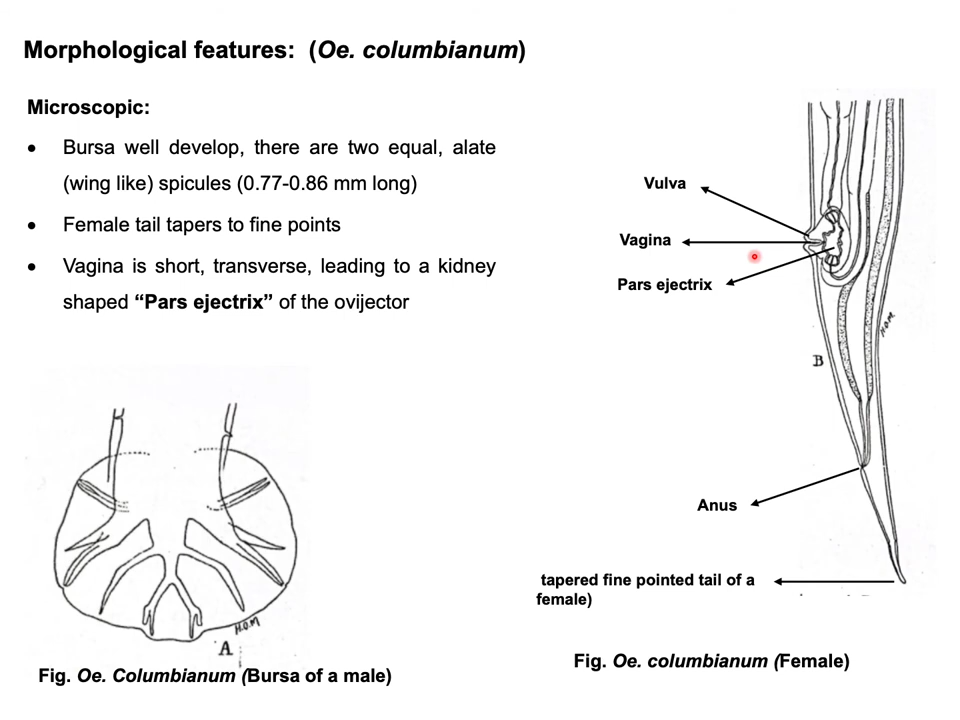 Morphological features: (Oe. columbianum)
Microscopic:
• Bursa well develop, there are two equal, alate
(wing like) spicules (0.77-0.86 mm long)
• Female tail tapers to fine points
• Vagina is short, transverse, leading to a kidney
shaped “Pars ejectrix” of the ovijector
H.O.M
A
Fig. Oe. Columbianum (Bursa of a male)
Vulva
Vagina
Pars ejectrix
H.O.M
B
Anus
tapered fine pointed tail of a
female)
Fig. Oe. columbianum (Female)